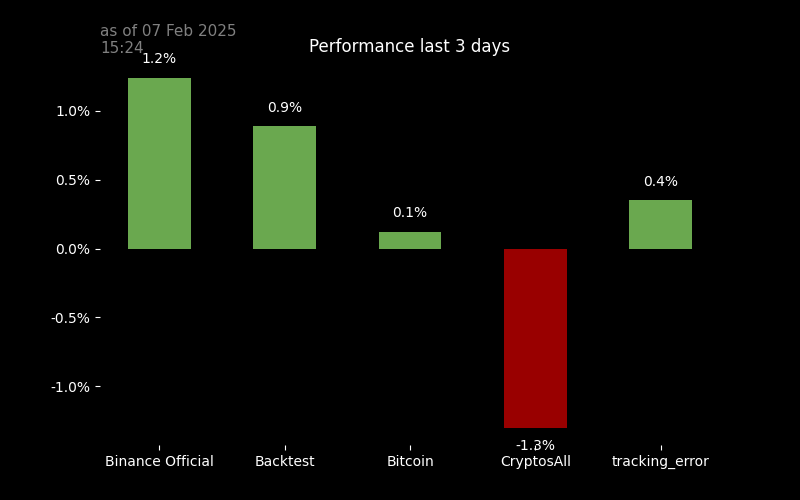 as of 07 Feb 2025
15:24
Performance last 3 days
1.2%
0.9%
0.1%
-1.3%
0.4%
1.0%
0.5%
0.0%
-0.5%
-1.0%
Binance Official
Backtest
Bitcoin
CryptosAll
tracking_error